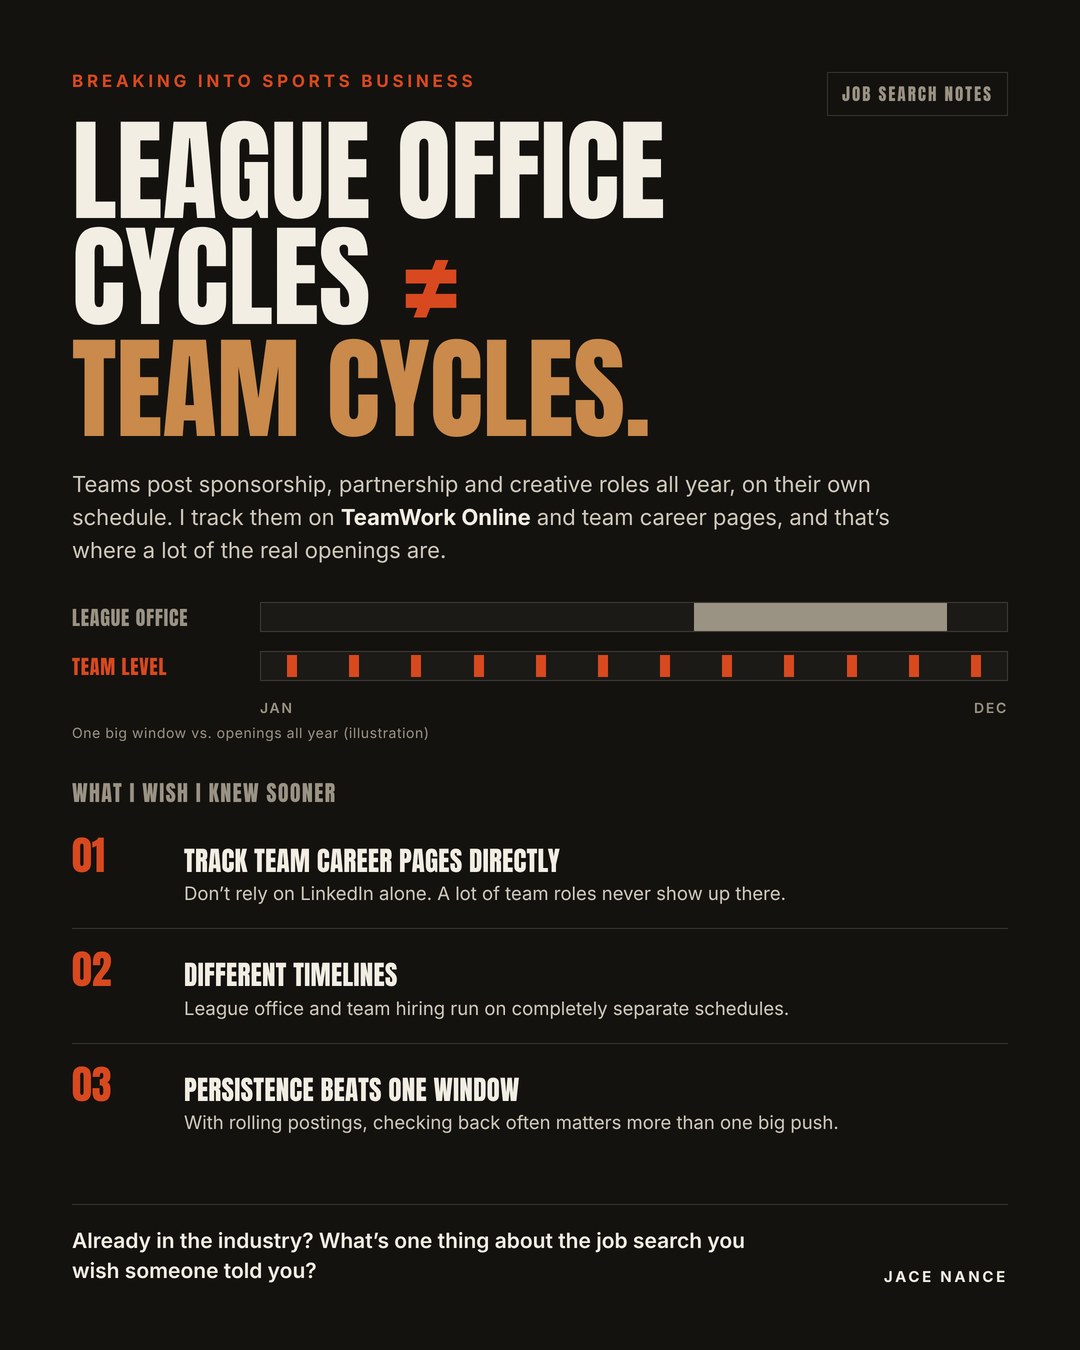 BREAKING INTO SPORTS BUSINESS
JOB SEARCH NOTES
LEAGUE OFFICE
CYCLES ≠
TEAM CYCLES.
Teams post sponsorship, partnership and creative roles all year, on their own
schedule. I track them on TeamWork Online and team career pages, and that’s
where a lot of the real openings are.
LEAGUE OFFICE
TEAM LEVEL
JAN DEC
One big window vs. openings all year (illustration)
WHAT I WISH I KNEW SOONER
01 TRACK TEAM CAREER PAGES DIRECTLY
Don’t rely on LinkedIn alone. A lot of team roles never show up there.
02 DIFFERENT TIMELINES
League office and team hiring run on completely separate schedules.
03 PERSISTENCE BEATS ONE WINDOW
With rolling postings, checking back often matters more than one big push.
Already in the industry? What’s one thing about the job search you
wish someone told you?
JACE NANCE